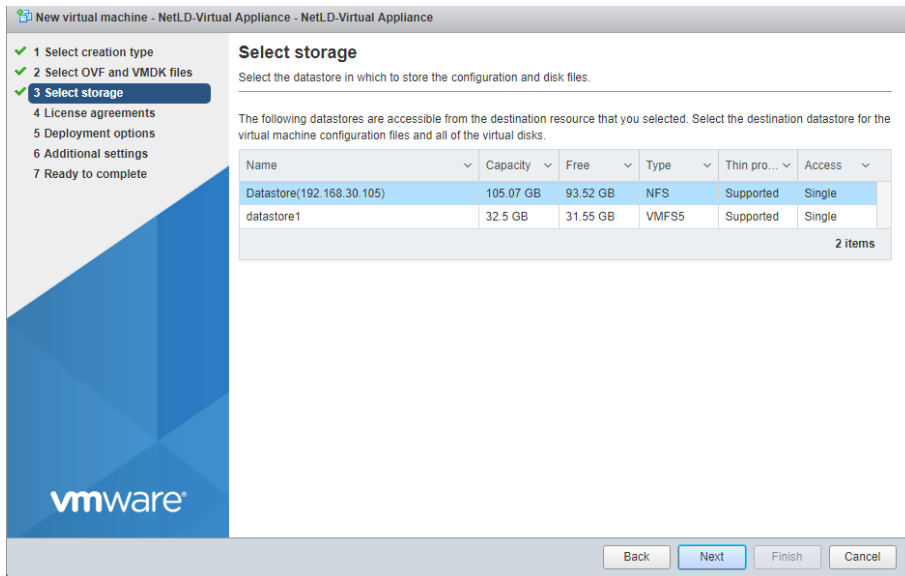 New virtual machine - NetLD-Virtual Appliance - NetLD-Virtual Appliance
1 Select creation type
2 Select OVF and VMDK files
3 Select storage
4 License agreements
5 Deployment options
6 Additional settings
7 Ready to complete
Select storage
Select the datastore in which to store the configuration and disk files.
The following datastores are accessible from the destination resource that you selected. Select the destination datastore for the
virtual machine configuration files and all of the virtual disks.
Name Capacity Free Type Thin pro... Access
Datastore(192.168.30.105) 105.07 GB 93.52 GB NFS Supported Single
datastore1 32.5 GB 31.55 GB VMFS5 Supported Single
2 items
vmware®
Back Next Finish Cancel